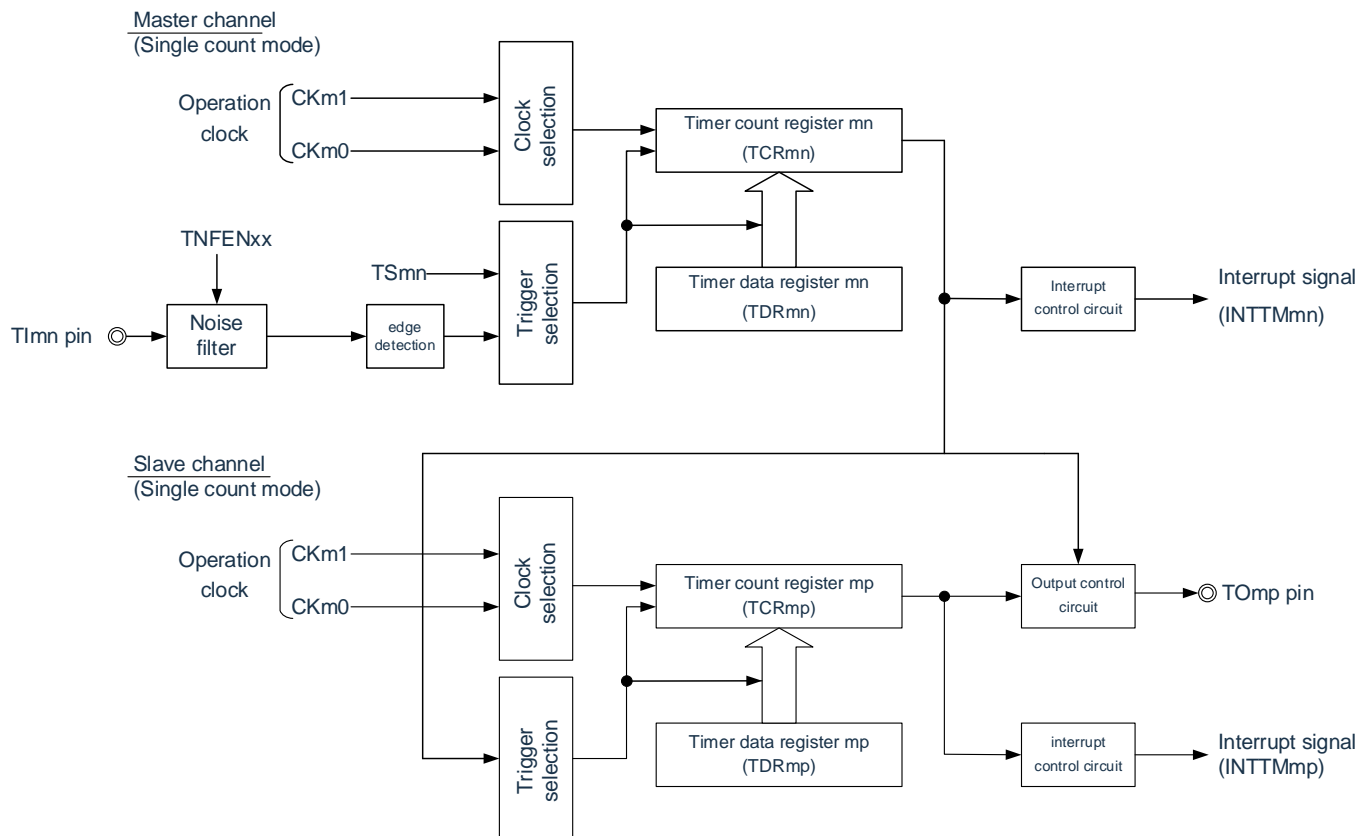 Master channel
(Single count mode)
Operation
clock
CKm1
CKm0
Clock
selection
Timer count register mn
(TCRmn)
TNFENxx
TSmn
TImn pin
Noise
filter
edge
detection
Trigger
selection
Timer data register mn
(TDRmn)
Interrupt
control circuit
Interrupt signal
(INTTMmn)
Slave channel
(Single count mode)
Operation
clock
CKm1
CKm0
Clock
selection
Timer count register mp
(TCRmp)
Output control
circuit
TOmp pin
Trigger
selection
Timer data register mp
(TDRmp)
interrupt
control circuit
Interrupt signal
(INTTMmp)